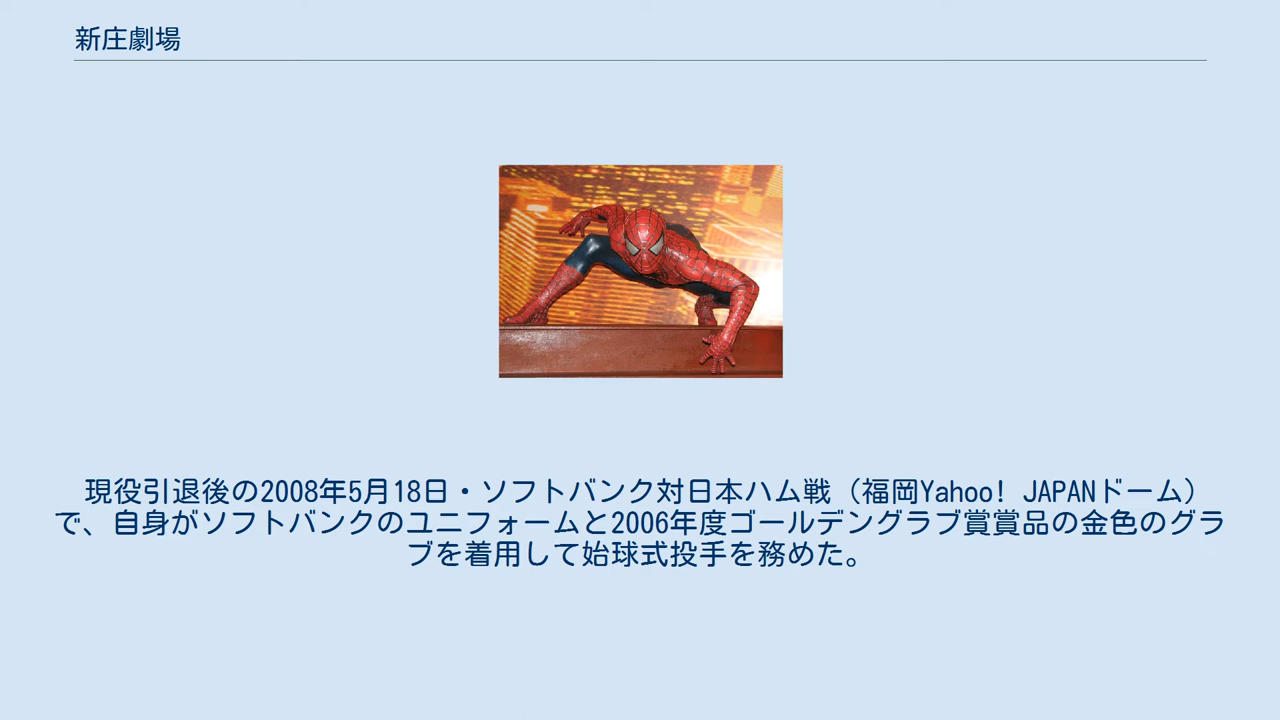 新庄劇場
現役引退後の2008年5月18日・ソフトバンク対日本ハム戦（福岡Yahoo! JAPANドーム）
で、自身がソフトバンクのユニフォームと2006年度ゴールデングラブ賞賞品の金色のグラ
ブを着用して始球式投手を務めた。